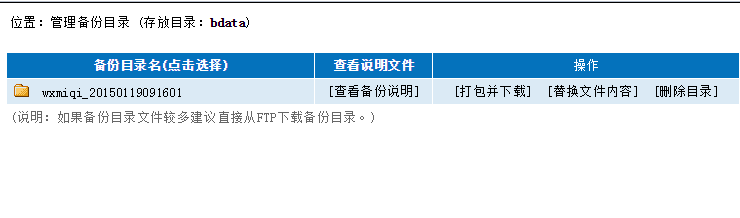 位置：管理备份目录 (存放目录：bdata)
备份目录名(点击选择) 查看说明文件 操作
wxmiqi_20150119091601 [查看备份说明] [打包并下载] [替换文件内容] [删除目录]
(说明：如果备份目录文件较多建议直接从FTP下载备份目录。)